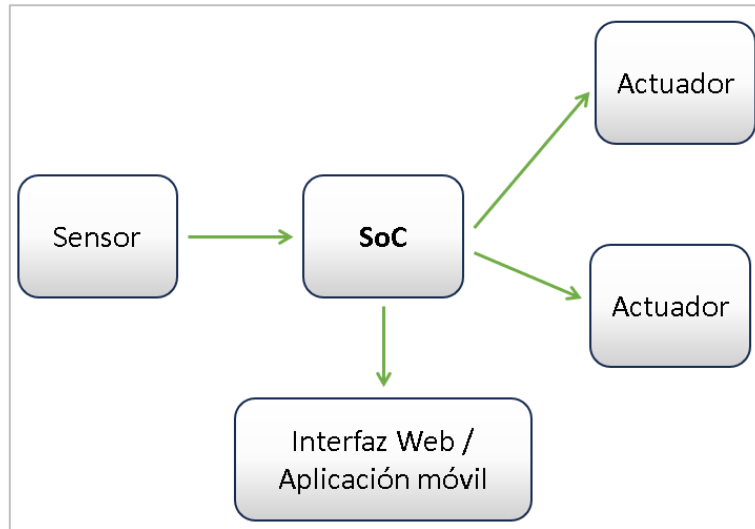 Actuador
Sensor
SoC
Actuador
Interfaz Web /
Aplicación móvil